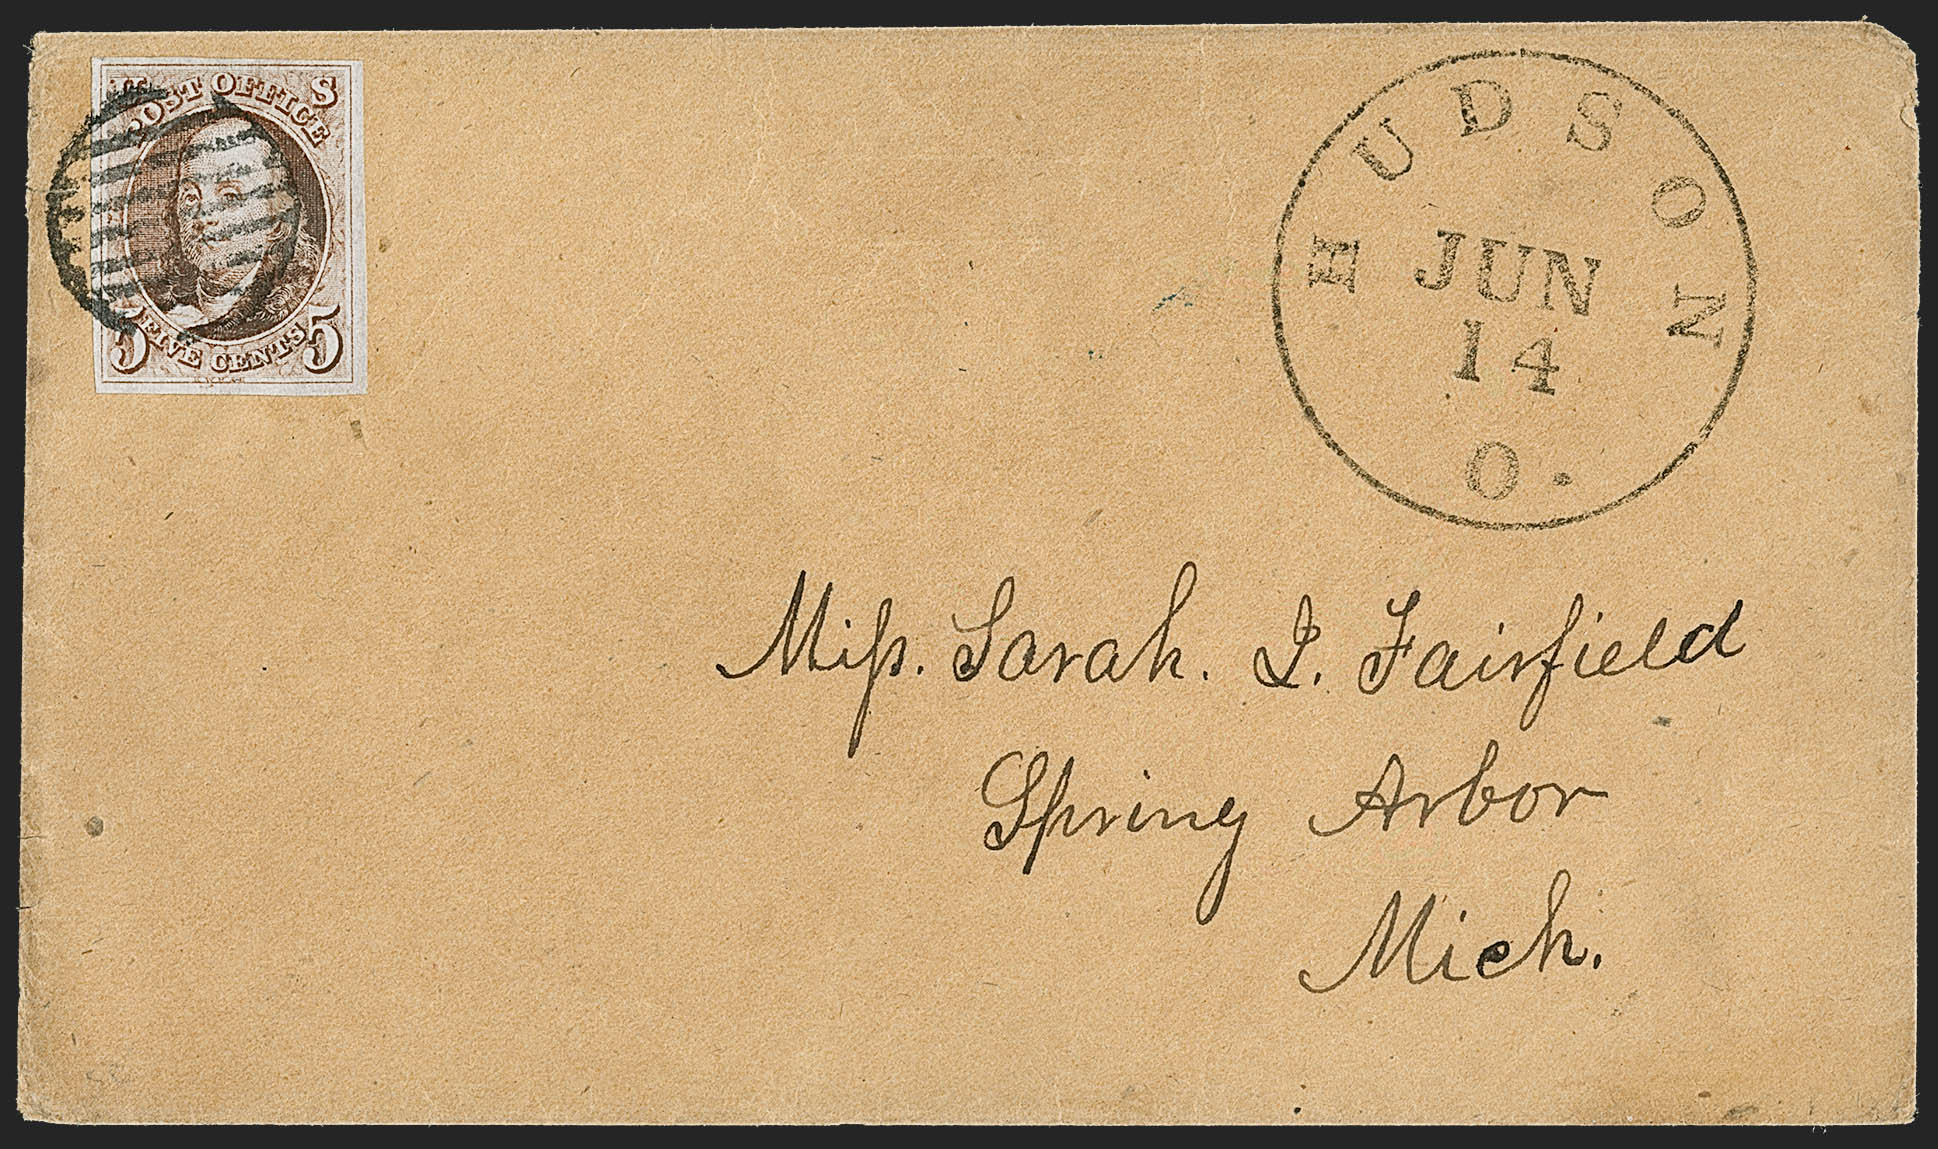 U S
POST OFFICE
5 FIVE CENTS 5
HUDSON
JUN
14
O.
Miſs. Sarah. I. Fairfield
Spring Arbor
Mich.